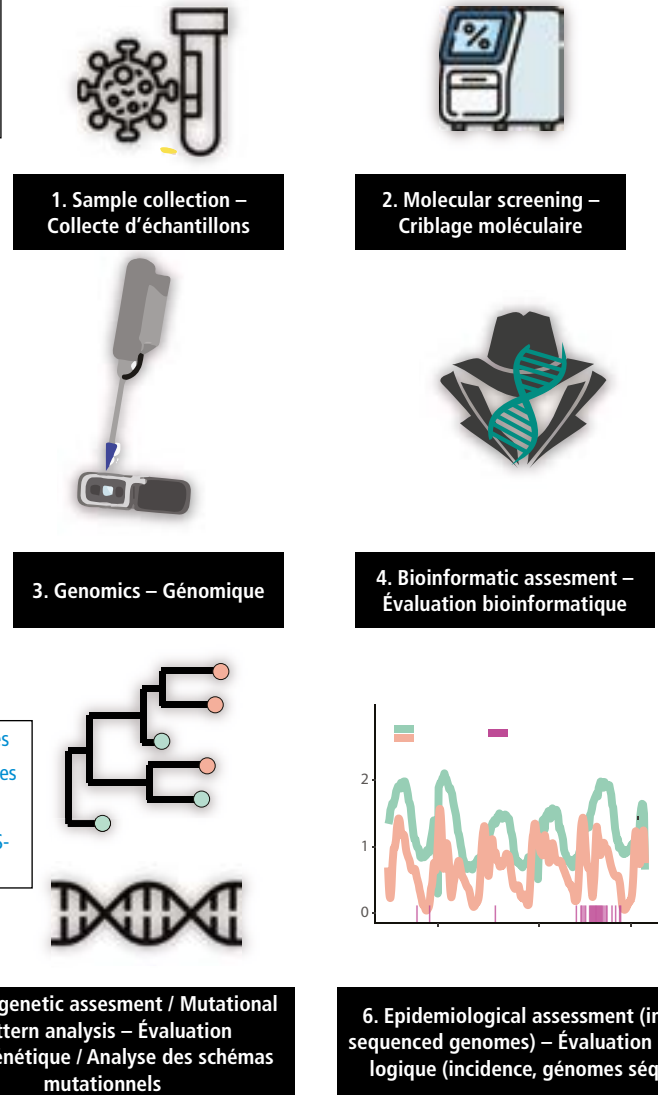 1. Sample collection –
Collecte d’échantillons
2. Molecular screening –
Criblage moléculaire
%
3. Genomics – Génomique
4. Bioinformatic assesment –
Évaluation bioinformatique
2
1
0
genetic assesment / Mutational
ttern analysis – Évaluation
énétique / Analyse des schémas
mutationnels
6. Epidemiological assessment (in
sequenced genomes) – Évaluation
logique (incidence, génomes séq